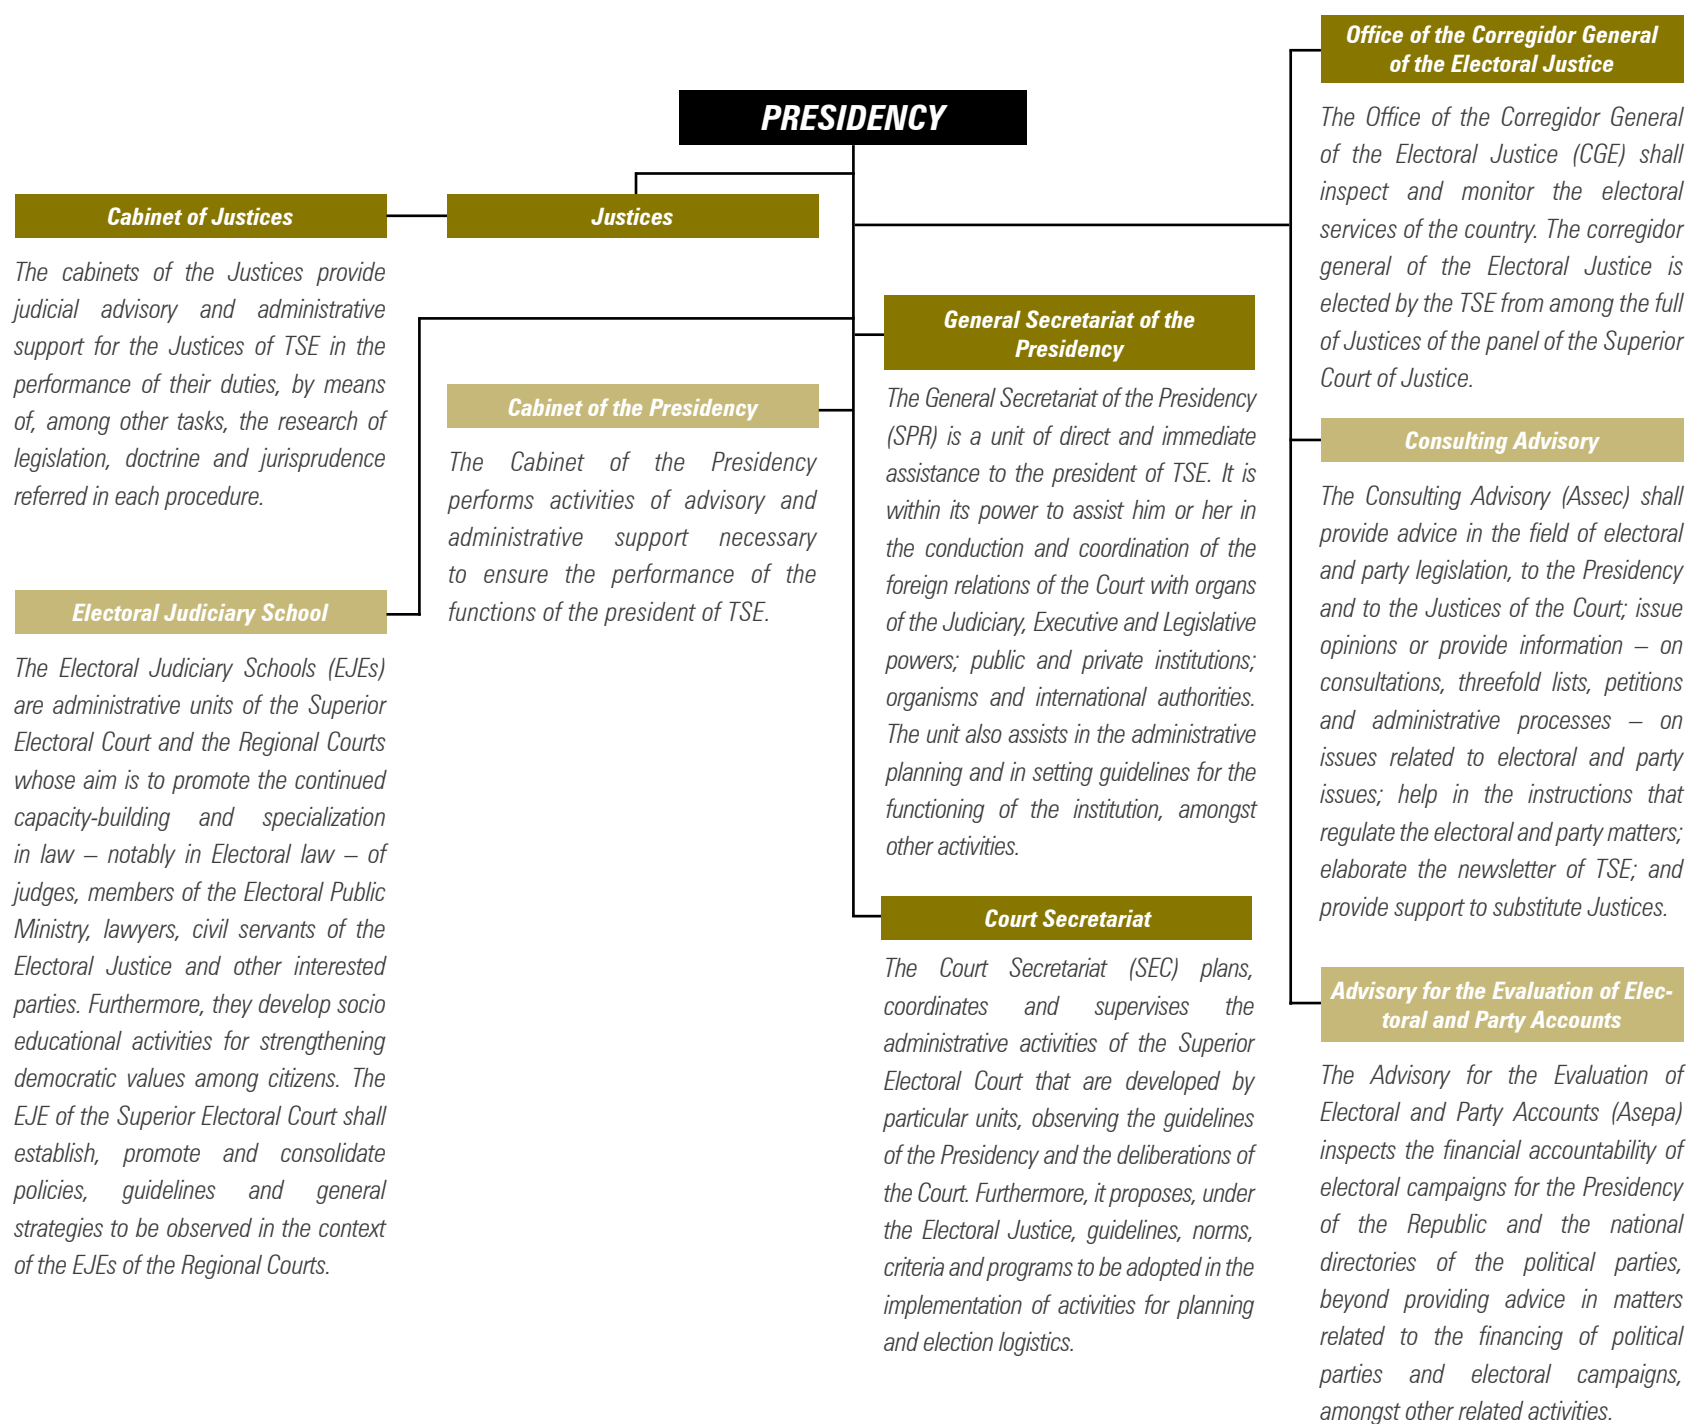 PRESIDENCY
Cabinet of Justices
The cabinets of the Justices provide
judicial advisory and administrative
support for the Justices of TSE in the
performance of their duties, by means
of, among other tasks, the research of
legislation, doctrine and jurisprudence
referred in each procedure.
Justices
Electoral Judiciary School
The Electoral Judiciary Schools (EJEs)
are administrative units of the Superior
Electoral Court and the Regional Courts
whose aim is to promote the continued
capacity-building and specialization
in law – notably in Electoral law – of
judges, members of the Electoral Public
Ministry, lawyers, civil servants of the
Electoral Justice and other interested
parties. Furthermore, they develop socio
educational activities for strengthening
democratic values among citizens. The
EJE of the Superior Electoral Court shall
establish, promote and consolidate
policies, guidelines and general
strategies to be observed in the context
of the EJEs of the Regional Courts.
Cabinet of the Presidency
The Cabinet of the Presidency
performs activities of advisory and
administrative support necessary
to ensure the performance of the
functions of the president of TSE.
General Secretariat of the
Presidency
The General Secretariat of the Presidency
(SPR) is a unit of direct and immediate
assistance to the president of TSE. It is
within its power to assist him or her in
the conduction and coordination of the
foreign relations of the Court with organs
of the Judiciary, Executive and Legislative
powers; public and private institutions;
organisms and international authorities.
The unit also assists in the administrative
planning and in setting guidelines for the
functioning of the institution, amongst
other activities.
Court Secretariat
The Court Secretariat (SEC) plans,
coordinates and supervises the
administrative activities of the Superior
Electoral Court that are developed by
particular units, observing the guidelines
of the Presidency and the deliberations of
the Court. Furthermore, it proposes, under
the Electoral Justice, guidelines, norms,
criteria and programs to be adopted in the
implementation of activities for planning
and election logistics.
Office of the Corregidor General
of the Electoral Justice
The Office of the Corregidor General
of the Electoral Justice (CGE) shall
inspect and monitor the electoral
services of the country. The corregidor
general of the Electoral Justice is
elected by the TSE from among the full
of Justices of the panel of the Superior
Court of Justice.
Consulting Advisory
The Consulting Advisory (Assec) shall
provide advice in the field of electoral
and party legislation, to the Presidency
and to the Justices of the Court; issue
opinions or provide information – on
consultations, threefold lists, petitions
and administrative processes – on
issues related to electoral and party
issues; help in the instructions that
regulate the electoral and party matters;
elaborate the newsletter of TSE; and
provide support to substitute Justices.
Advisory for the Evaluation of Elec-
toral and Party Accounts
The Advisory for the Evaluation of
Electoral and Party Accounts (Asepa)
inspects the financial accountability of
electoral campaigns for the Presidency
of the Republic and the national
directories of the political parties,
beyond providing advice in matters
related to the financing of political
parties and electoral campaigns,
amongst other related activities.